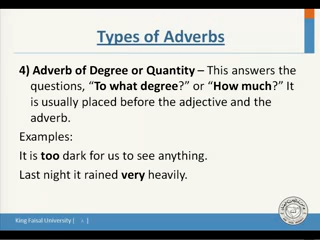 Types of Adverbs
4) Adverb of Degree or Quantity – This answers the
questions, “To what degree?” or “How much?” It
is usually placed before the adjective and the
adverb.
Examples:
It is too dark for us to see anything.
Last night it rained very heavily.
King Faisal University [ ]